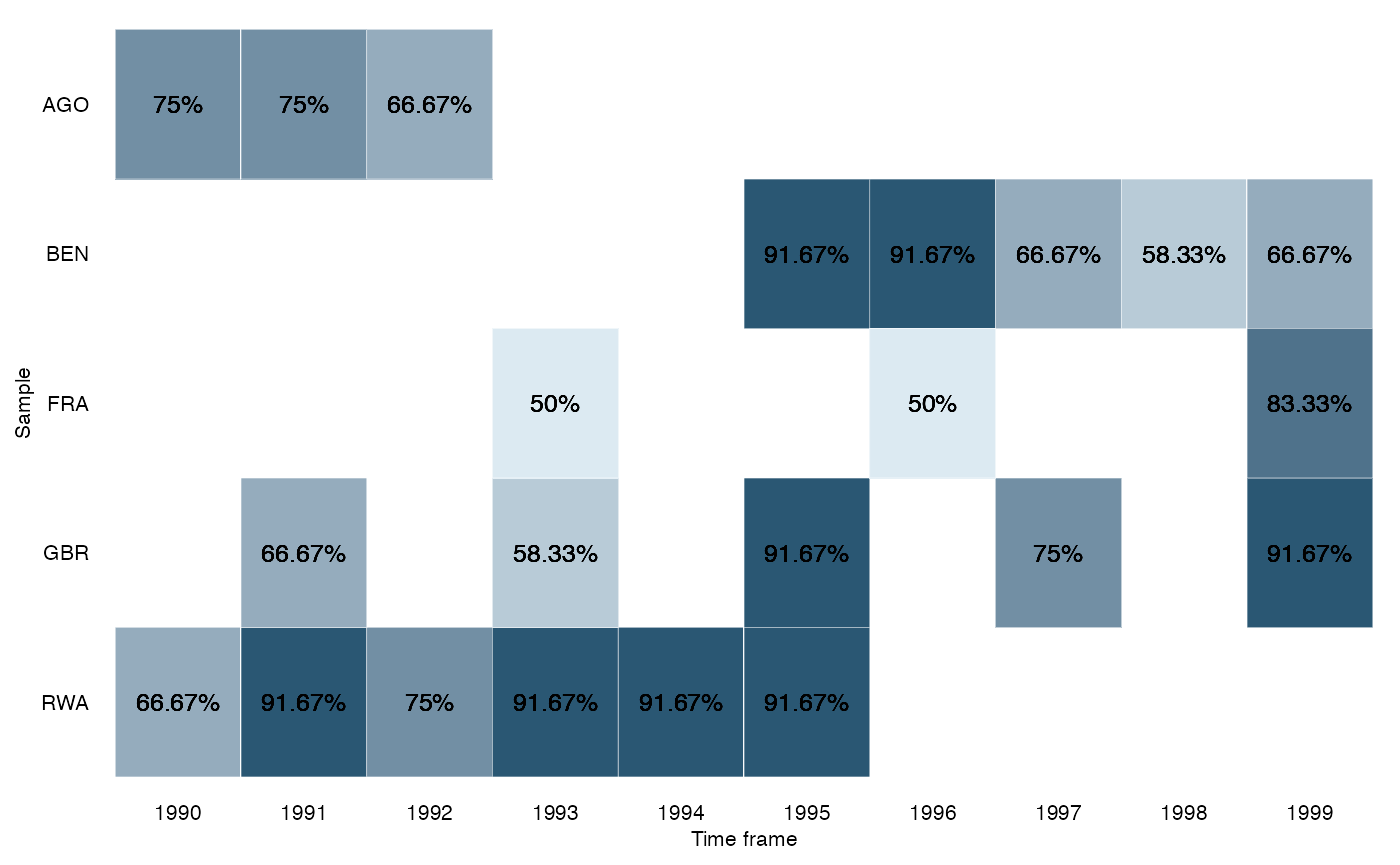 AGO 75% 75% 66.67%
BEN 91.67% 91.67% 66.67% 58.33% 66.67%
Sample
FRA 50% 50% 83.33%
GBR 66.67% 58.33% 91.67% 75% 91.67%
RWA 66.67% 91.67% 75% 91.67% 91.67% 91.67%
1990 1991 1992 1993 1994 1995 1996 1997 1998 1999
Time frame